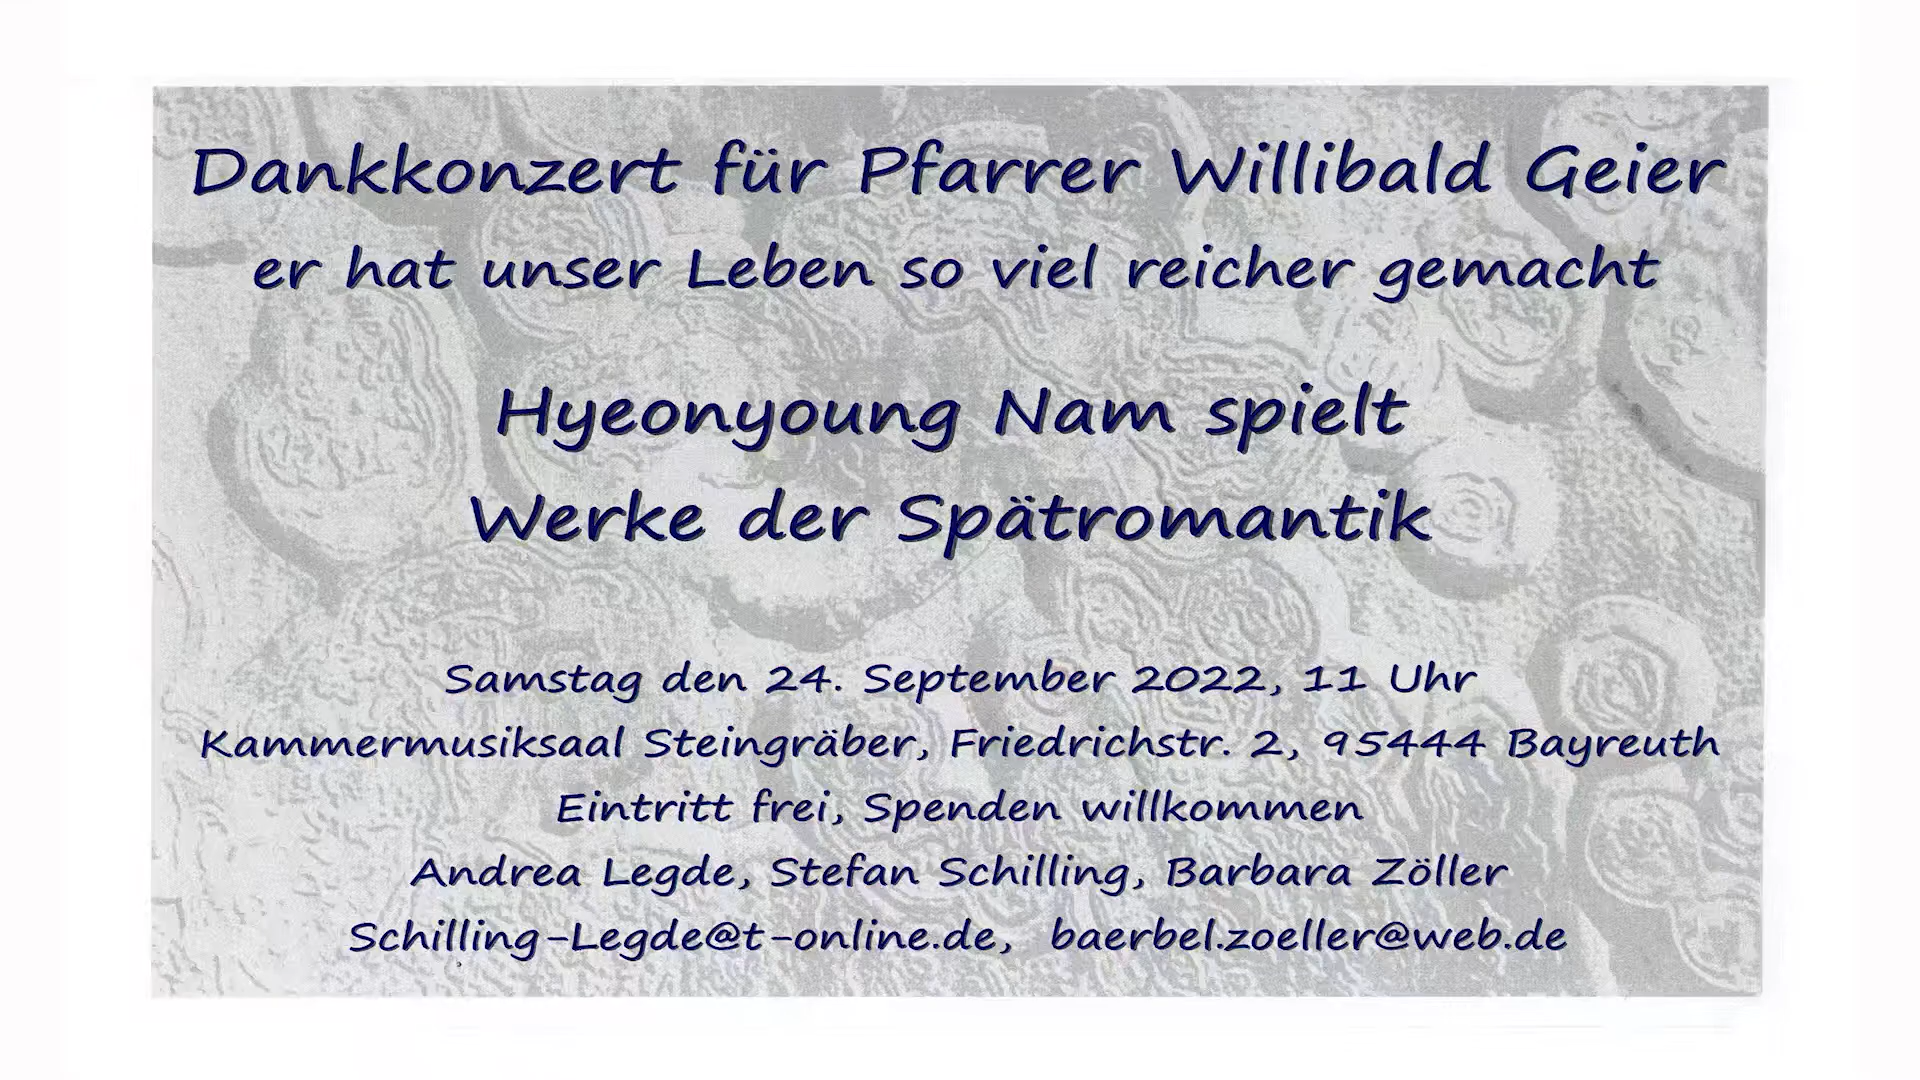 Dankkonzert für Pfarrer Willibald Geier
er hat unser Leben so viel reicher gemacht
Hyeonyoung Nam spielt
Werke der Spätromantik
Samstag den 24. September 2022, 11 Uhr
Kammermusiksaal Steingräber, Friedrichstr. 2, 95444 Bayreuth
Eintritt frei, Spenden willkommen
Andrea Legde, Stefan Schilling, Barbara Zöller
Schilling-Legde@t-online.de, baerbel.zoeller@web.de